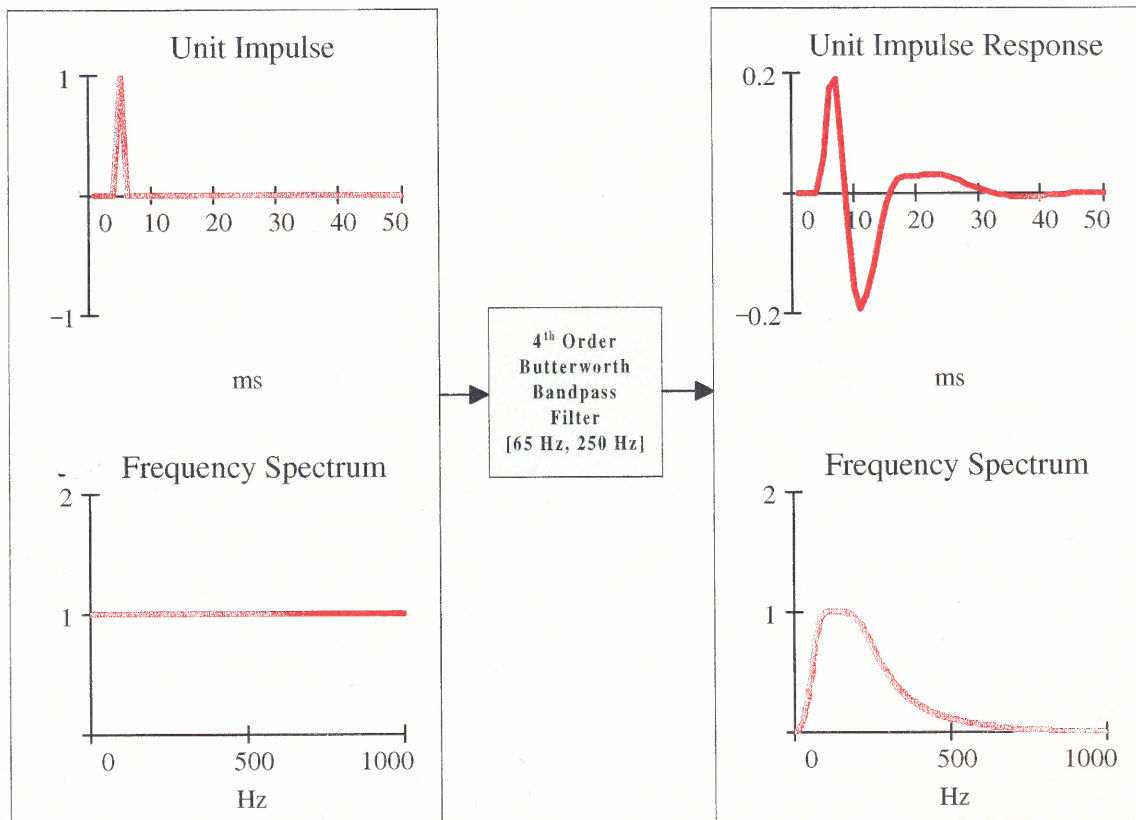 Unit Impulse
1
0 10 20 30 40 50
−1
ms
Frequency Spectrum
2
1
0 500 1000
Hz
4th Order
Butterworth
Bandpass
Filter
[65 Hz, 250 Hz]
Unit Impulse Response
0.2
0 10 20 30 40 50
−0.2
ms
Frequency Spectrum
2
1
0 500 1000
Hz